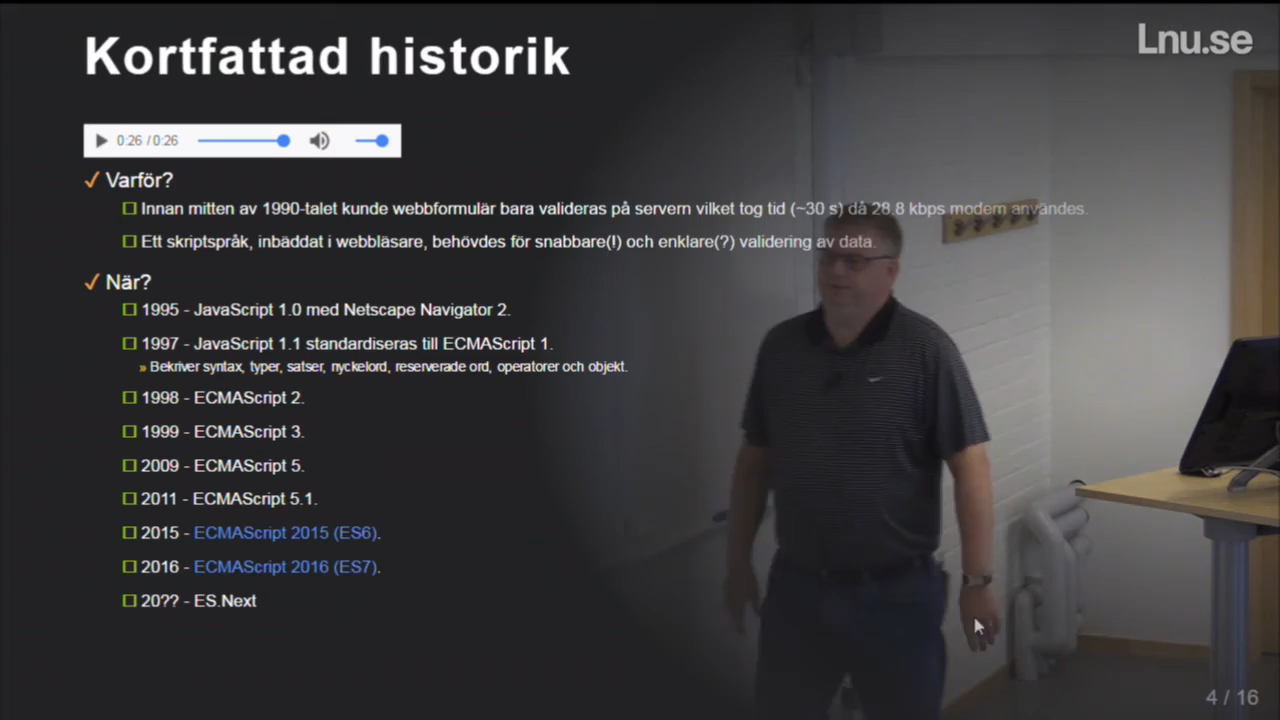 Kortfattad historik
Lnu.se
0:26 / 0:26
Varför?
Innan mitten av 1990-talet kunde webbformulär bara valideras på servern vilket tog tid (~30 s) då 28,8 kbps modem användes.
Ett skriptspråk, inbäddat i webbläsare, behövdes för snabbare(!) och enklare(?) validering av data.
När?
1995 - JavaScript 1.0 med Netscape Navigator 2.
1997 - JavaScript 1.1 standardiseras till ECMAScript 1.
» Bekriver syntax, typer, satser, nyckelord, reserverade ord, operatorer och objekt.
1998 - ECMAScript 2.
1999 - ECMAScript 3.
2009 - ECMAScript 5.
2011 - ECMAScript 5.1.
2015 - ECMAScript 2015 (ES6).
2016 - ECMAScript 2016 (ES7).
20?? - ES.Next
4 / 16